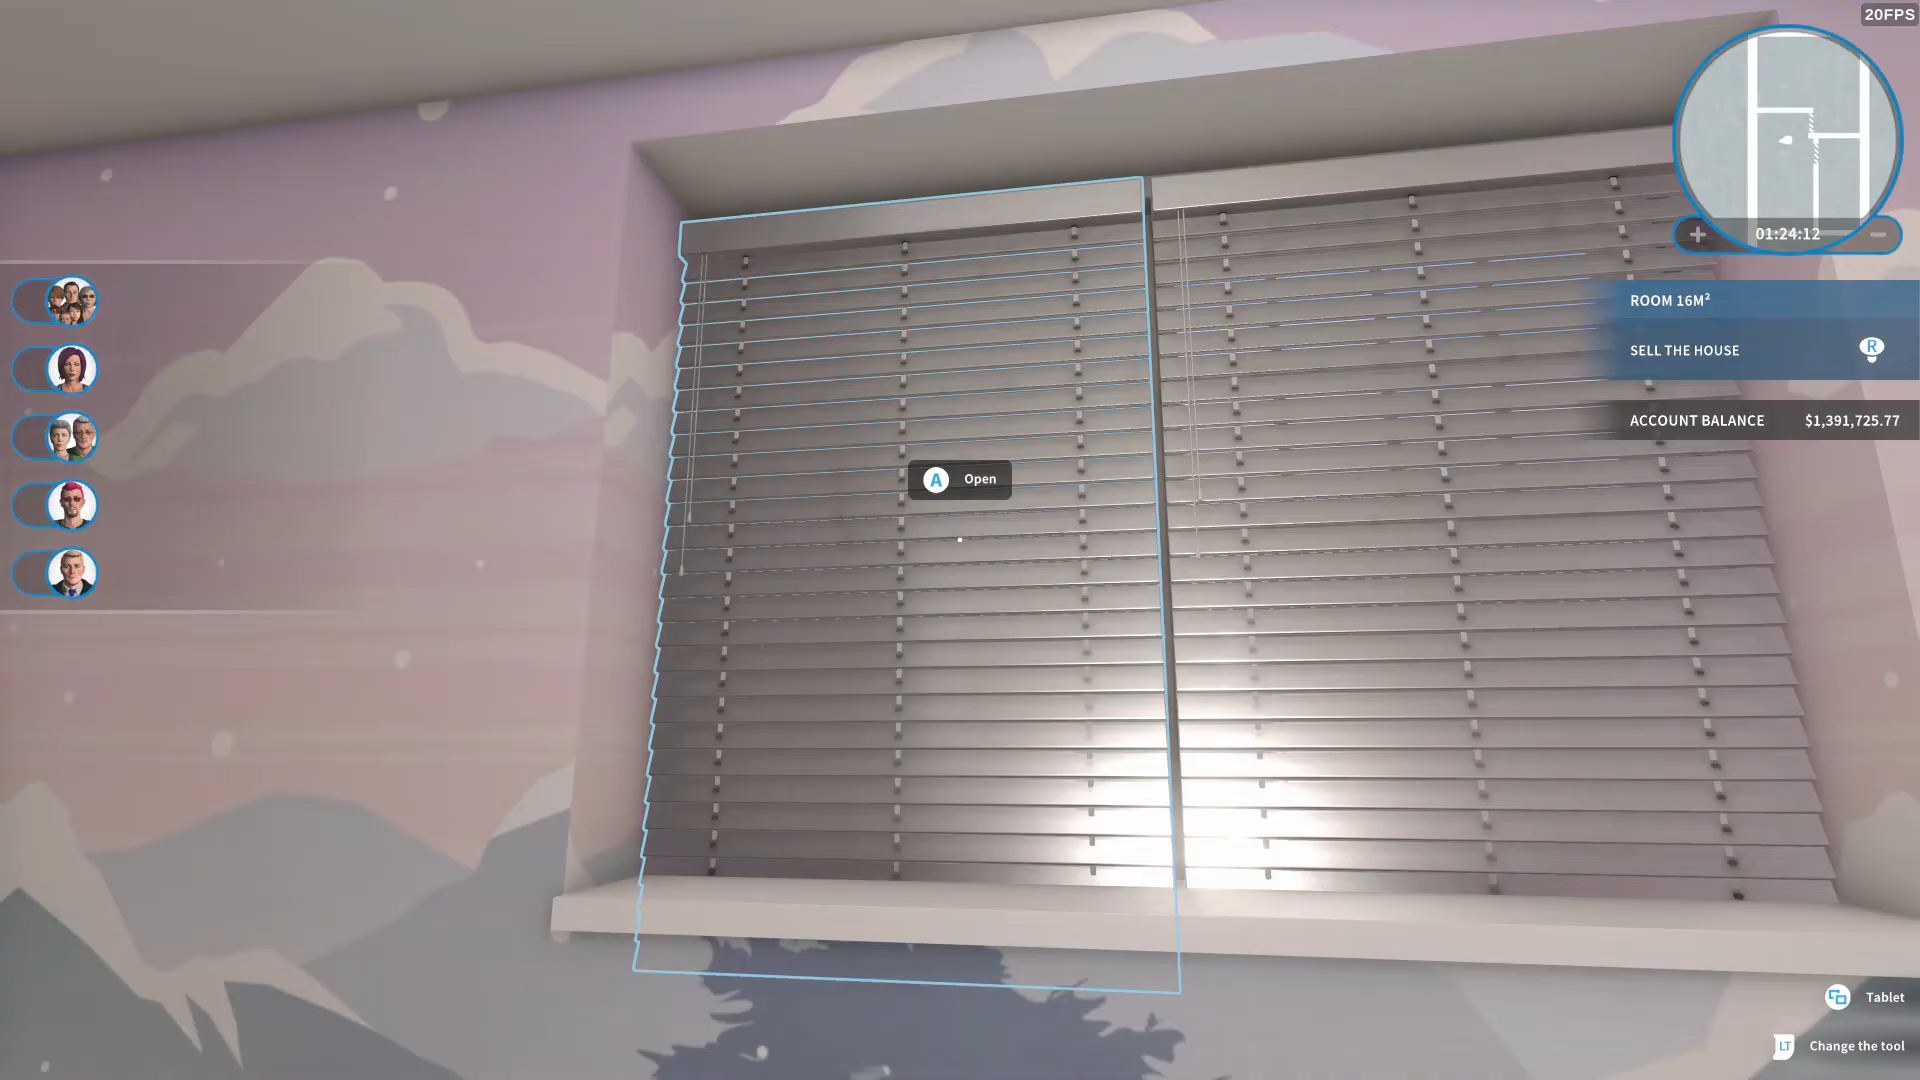 20FPS
01:24:12
ROOM 16M²
SELL THE HOUSE
R
ACCOUNT BALANCE $1,391,725.77
A Open
Tablet
LT Change the tool